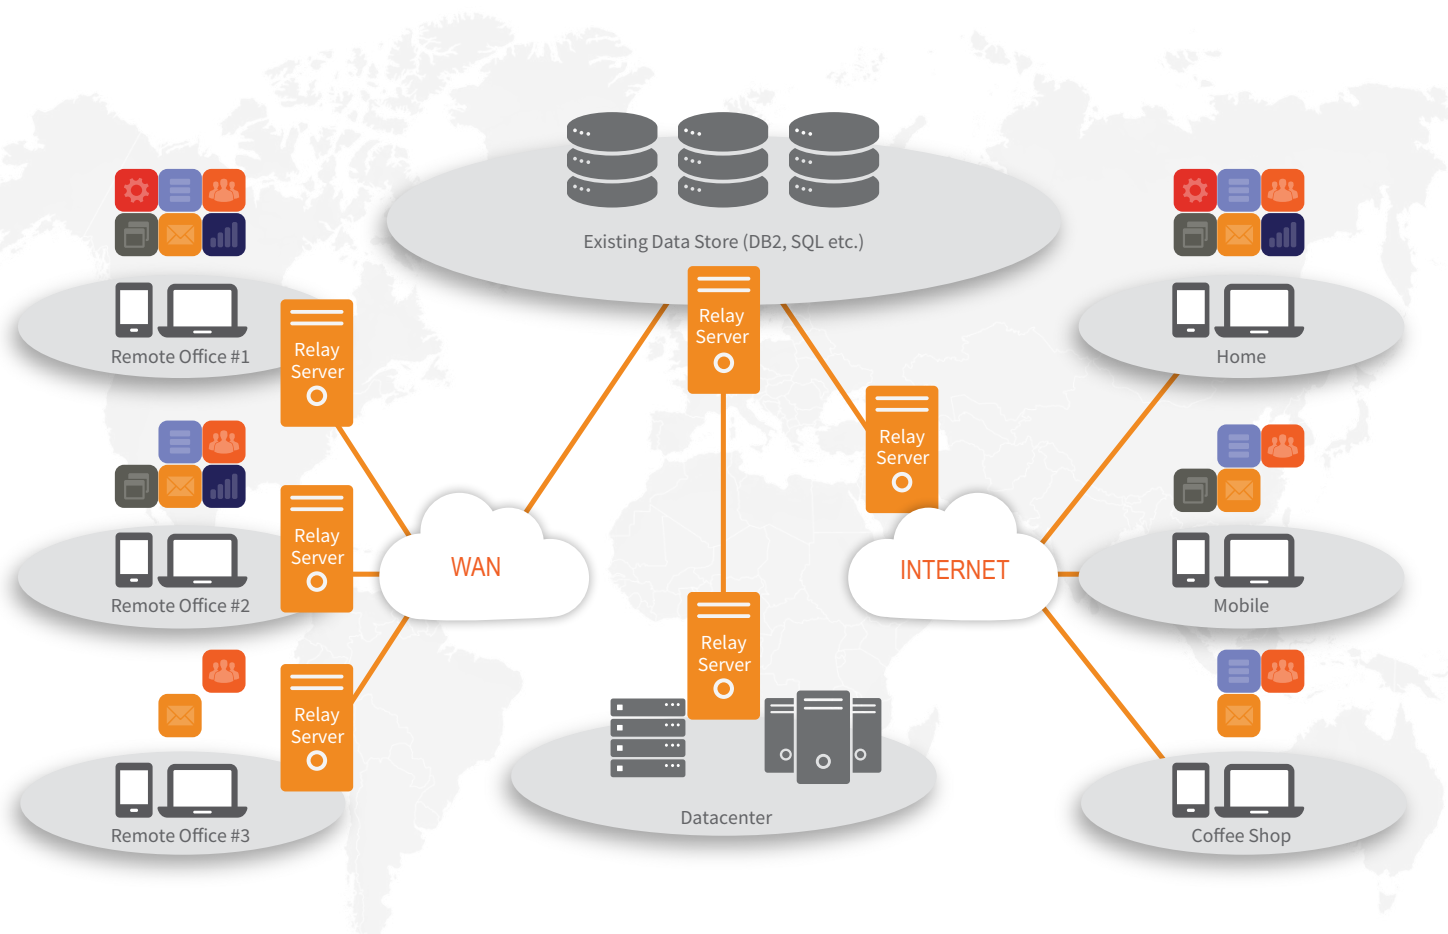 Existing Data Store (DB2, SQL etc.)
Relay
Server
Relay
Server
Remote Office #1
Home
Relay
Server
Relay
Server
Remote Office #2
WAN
INTERNET
Mobile
Relay
Server
Relay
Server
Remote Office #3
Datacenter
Coffee Shop